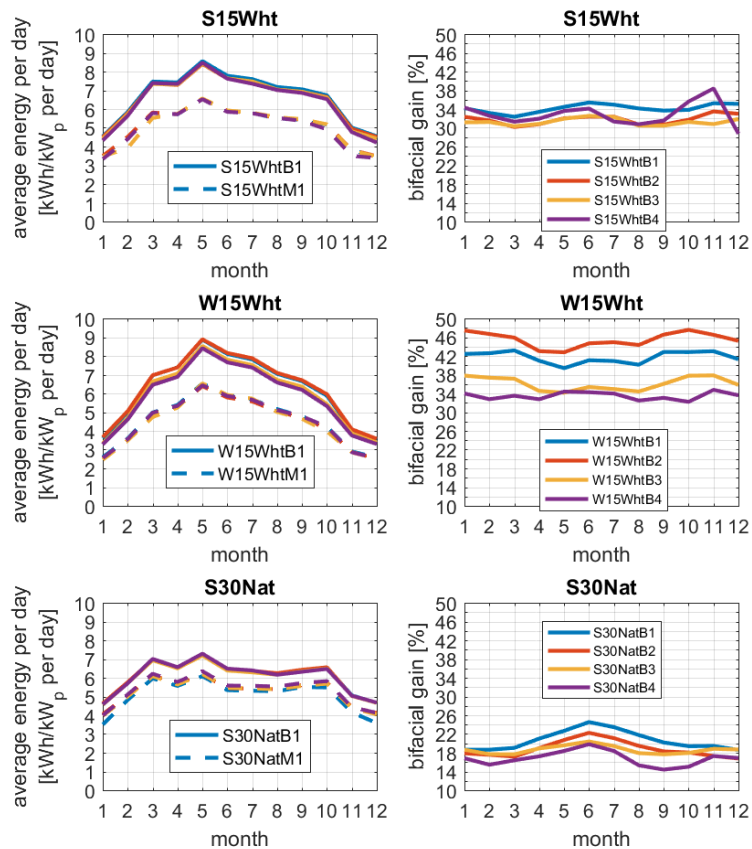 S15Wht
average energy per day
[kWh/kWp per day]
10
9
8
7
6
5
4
3
2
1
0
S15WhtB1
S15WhtM1
1 2 3 4 5 6 7 8 9 10 11 12
month
S15Wht
bifacial gain [%]
50
46
42
38
34
30
26
22
18
14
10
S15WhtB1
S15WhtB2
S15WhtB3
S15WhtB4
1 2 3 4 5 6 7 8 9 10 11 12
month
W15Wht
average energy per day
[kWh/kWp per day]
10
9
8
7
6
5
4
3
2
1
0
W15WhtB1
W15WhtM1
1 2 3 4 5 6 7 8 9 10 11 12
month
W15Wht
bifacial gain [%]
50
46
42
38
34
30
26
22
18
14
10
W15WhtB1
W15WhtB2
W15WhtB3
W15WhtB4
1 2 3 4 5 6 7 8 9 10 11 12
month
S30Nat
average energy per day
[kWh/kWp per day]
10
9
8
7
6
5
4
3
2
1
0
S30NatB1
S30NatM1
1 2 3 4 5 6 7 8 9 10 11 12
month
S30Nat
bifacial gain [%]
50
46
42
38
34
30
26
22
18
14
10
S30NatB1
S30NatB2
S30NatB3
S30NatB4
1 2 3 4 5 6 7 8 9 10 11 12
month